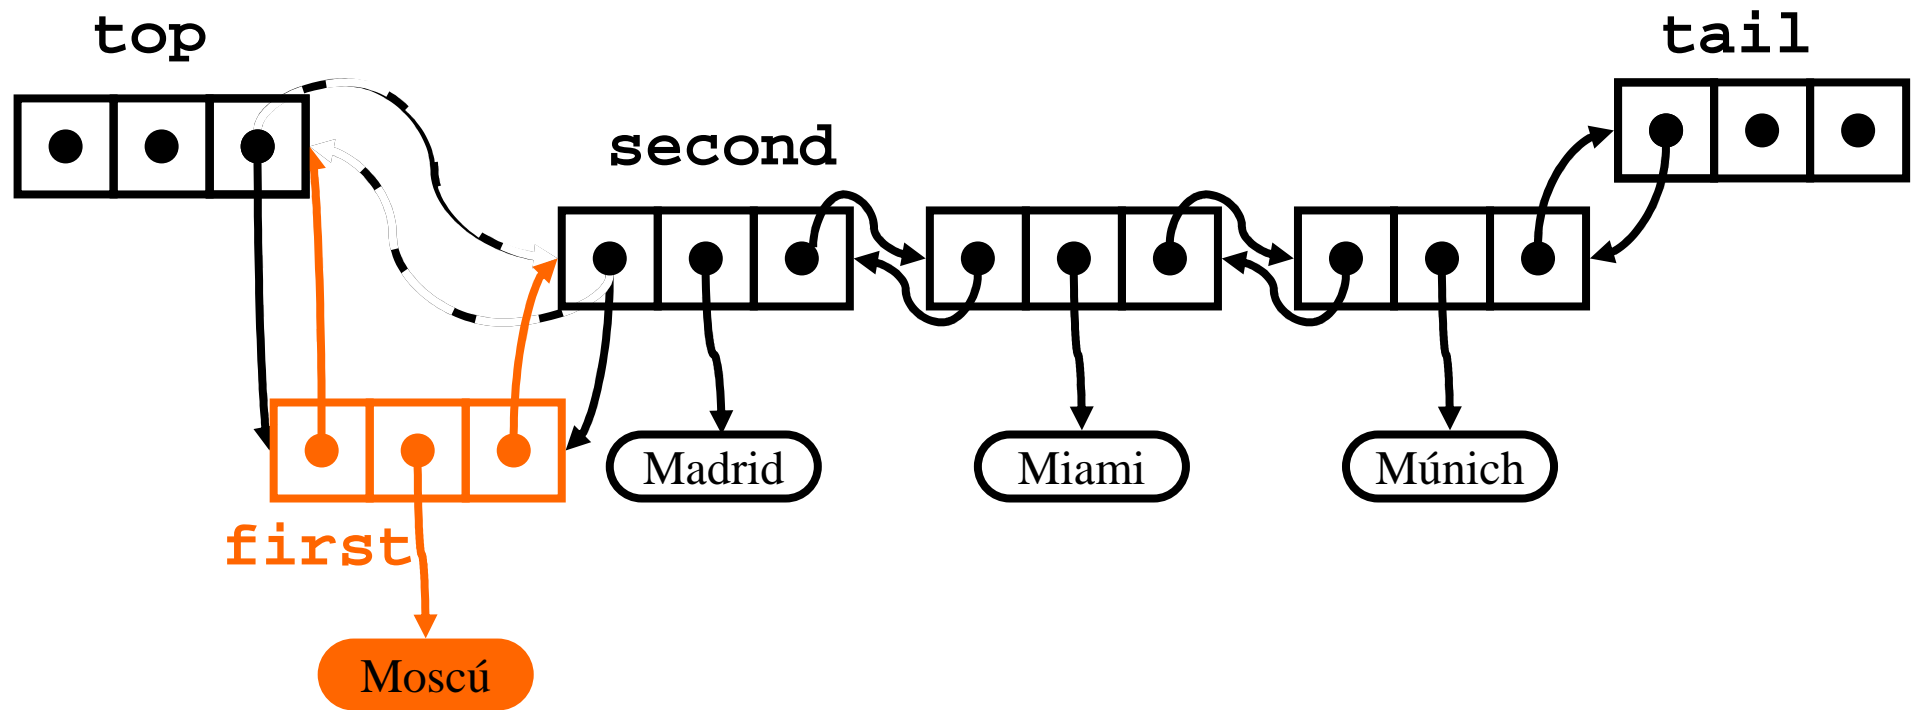 top
tail
second
Madrid
Miami
Múnich
first
Moscú